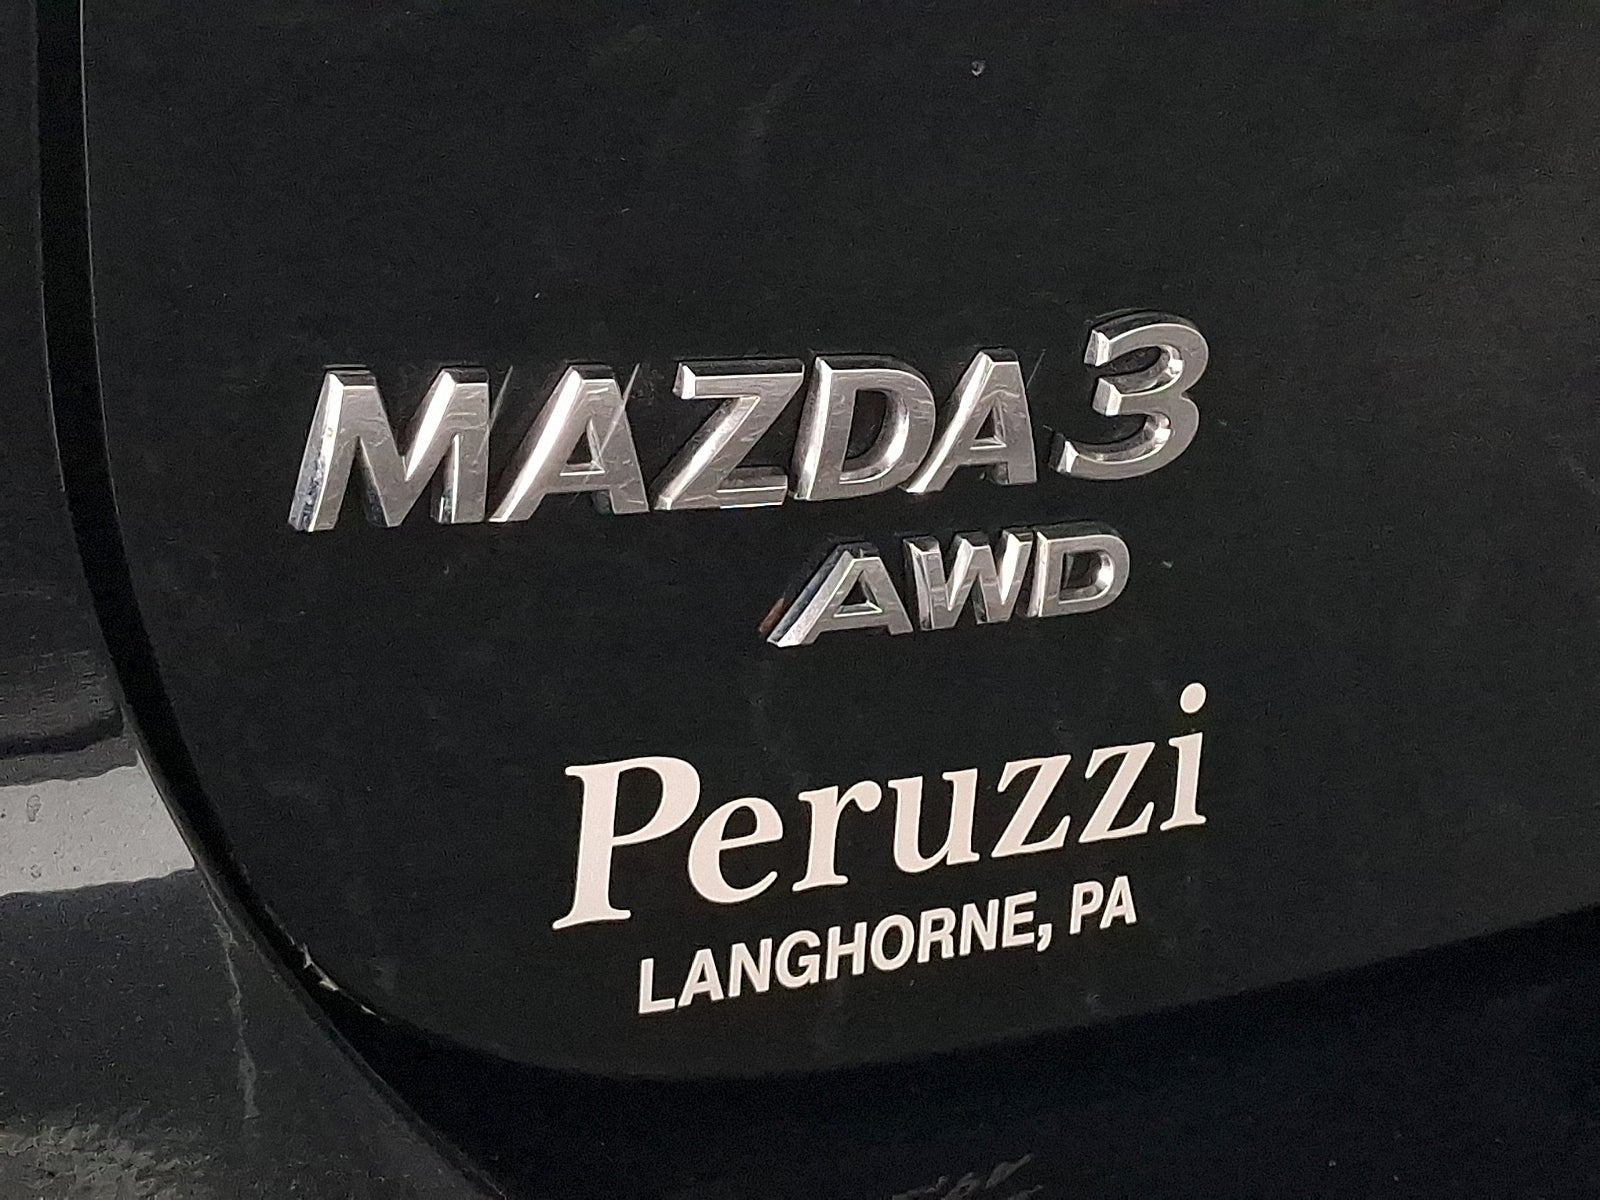 MAZDA3
AWD
Peruzzi
LANGHORNE, PA